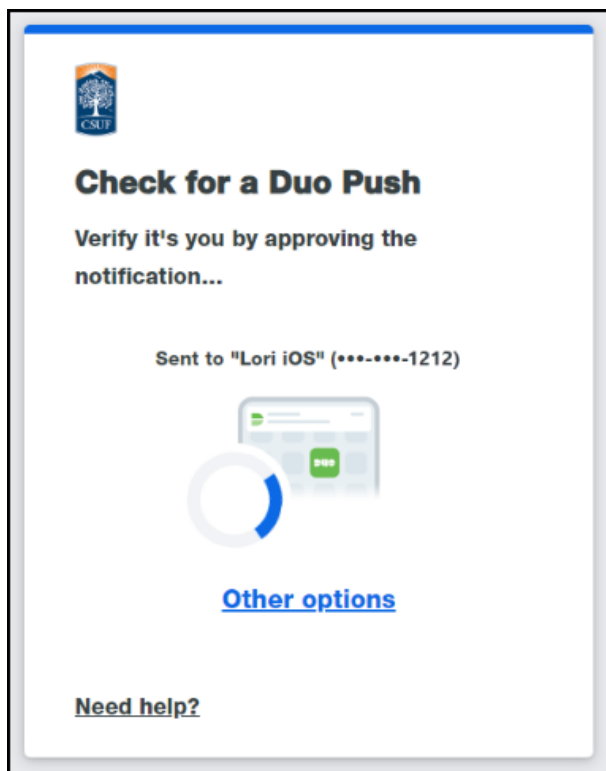 CSUF
Check for a Duo Push
Verify it's you by approving the
notification...
Sent to "Lori iOS" (•••-•••-1212)
DUO
Other options
Need help?